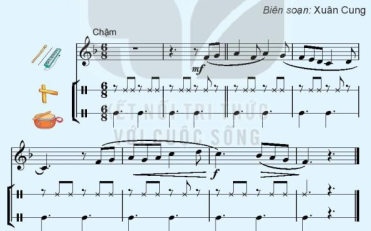 Biên soạn: Xuân Cung
Chậm
mf
KẾT NỐI TRI THỨC
VỚI CUỘC SỐNG
f